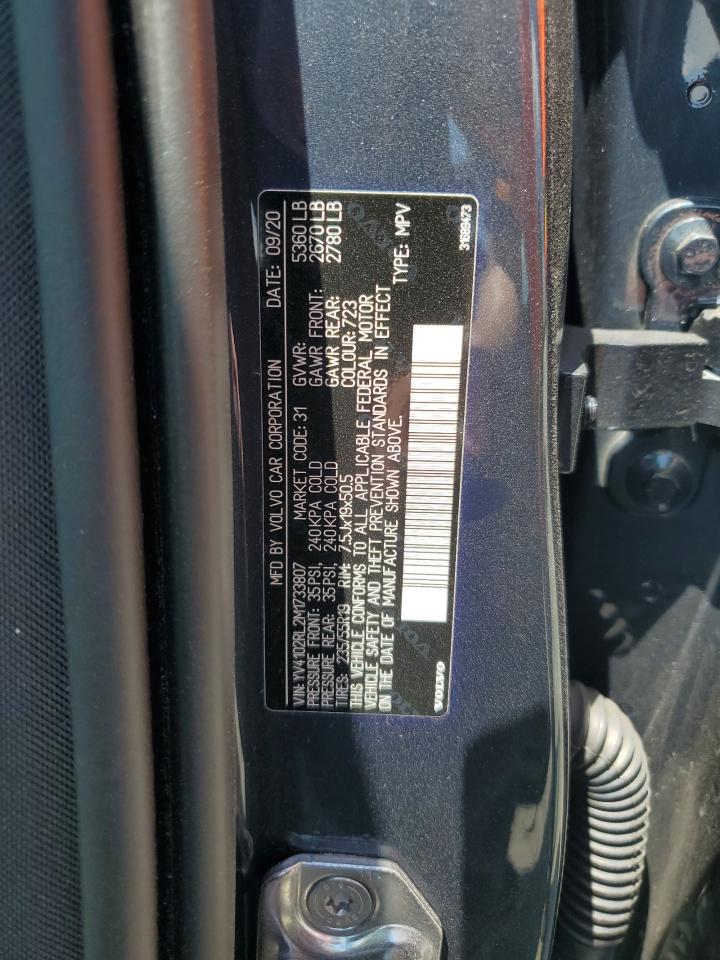 MFD BY VOLVO CAR CORPORATION DATE: 09/20
VIN: YV4102RL2M1733807 MARKET CODE: 31 GVWR: 5360 LB
PRESSURE FRONT: 35PSI, 240KPA COLD GAWR FRONT: 2670 LB
PRESSURE REAR: 35PSI, 240KPA COLD GAWR REAR: 2780 LB
TIRES: 235/55R19 RIM: 7.5Jx19x50.5 COLOUR: 723
THIS VEHICLE CONFORMS TO ALL APPLICABLE FEDERAL MOTOR
VEHICLE SAFETY AND THEFT PREVENTION STANDARDS IN EFFECT
ON THE DATE OF MANUFACTURE SHOWN ABOVE. TYPE: MPV
VOLVO 31689473